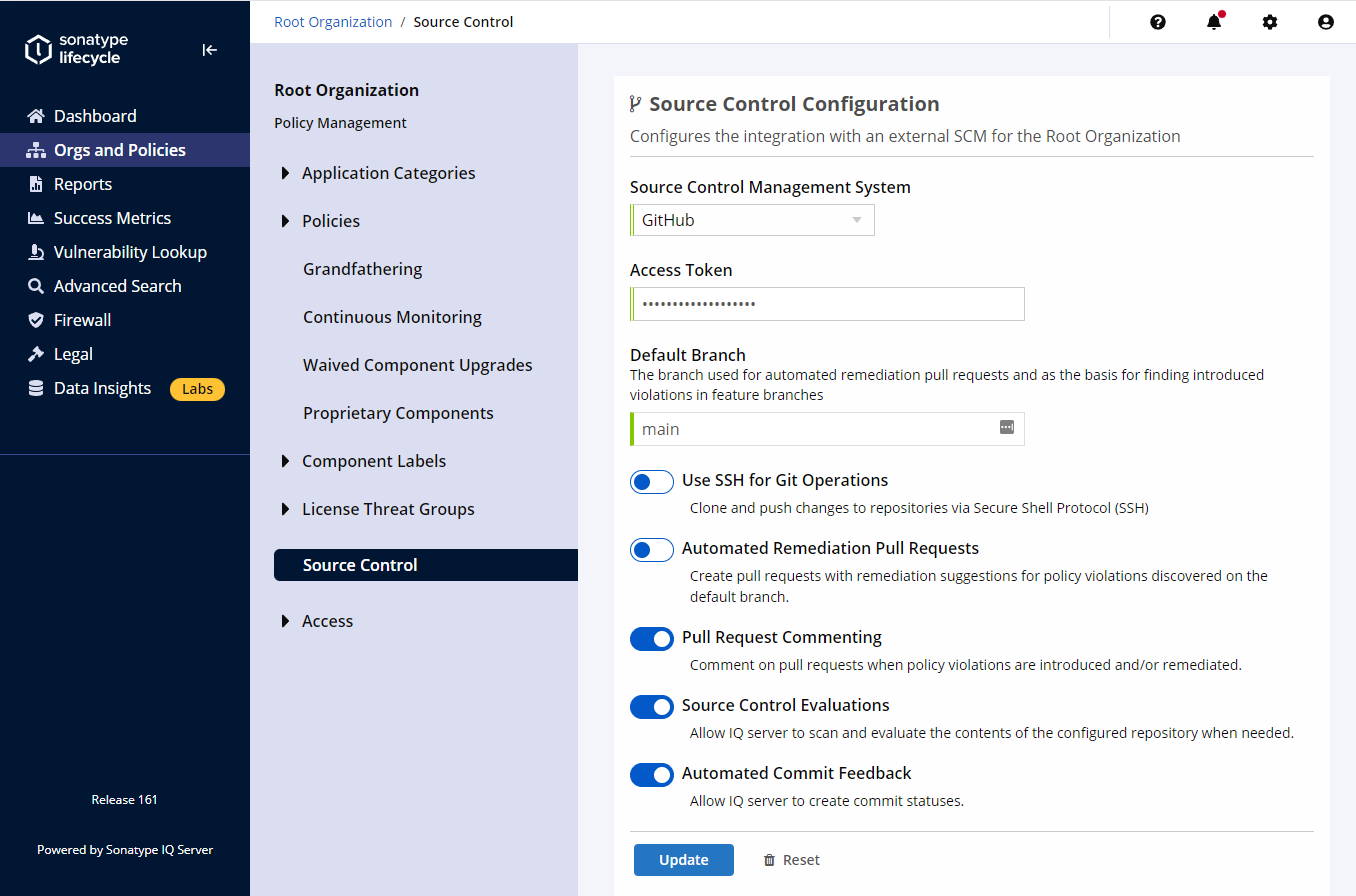 sonatype
lifecycle
Dashboard
Orgs and Policies
Reports
Success Metrics
Vulnerability Lookup
Advanced Search
Firewall
Legal
Data Insights Labs
Release 161
Powered by Sonatype IQ Server
Root Organization / Source Control
Root Organization
Policy Management
Application Categories
Policies
Grandfathering
Continuous Monitoring
Waived Component Upgrades
Proprietary Components
Component Labels
License Threat Groups
Source Control
Access
Source Control Configuration
Configures the integration with an external SCM for the Root Organization
Source Control Management System
GitHub
Access Token
•••••••••••••••••••
Default Branch
The branch used for automated remediation pull requests and as the basis for finding introduced
violations in feature branches
main
Use SSH for Git Operations
Clone and push changes to repositories via Secure Shell Protocol (SSH)
Automated Remediation Pull Requests
Create pull requests with remediation suggestions for policy violations discovered on the
default branch.
Pull Request Commenting
Comment on pull requests when policy violations are introduced and/or remediated.
Source Control Evaluations
Allow IQ server to scan and evaluate the contents of the configured repository when needed.
Automated Commit Feedback
Allow IQ server to create commit statuses.
Update Reset